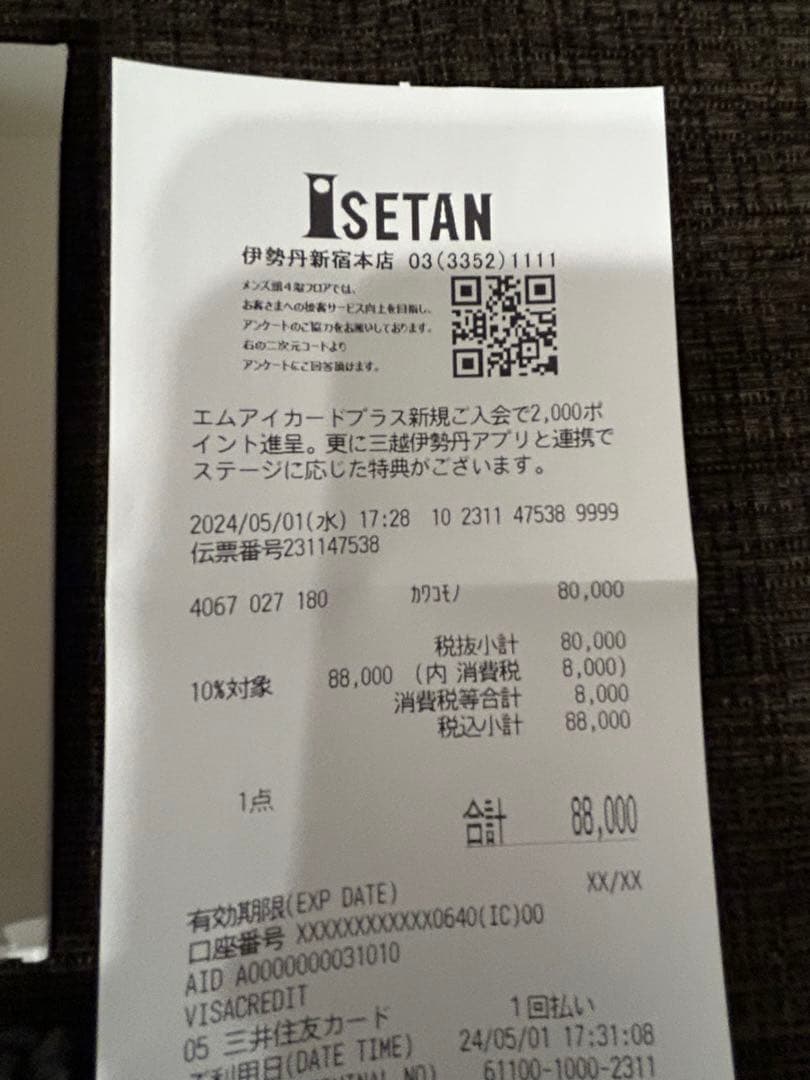 ISETAN
伊勢丹新宿本店 03(3352)1111
メンズ館4階フロアでは、
お客さまへの接客サービス向上を目指し、
アンケートのご協力をお願いしております。
右の二次元コードより
アンケートにご回答頂けます。
エムアイカードプラス新規ご入会で2,000ポ
イント進呈。更に三越伊勢丹アプリと連携で
ステージに応じた特典がございます。
2024/05/01(水) 17:28 10 2311 47538 9999
伝票番号231147538
4067 027 180 カワコモノ 80,000
税抜小計 80,000
10%対象 88,000 (内 消費税 8,000)
消費税等合計 8,000
税込小計 88,000
1点 合計 88,000
有効期限(EXP DATE) XX/XX
口座番号 XXXXXXXXXXXX0640(IC)00
AID A0000000031010
VISACREDIT
05 三井住友カード 1回払い
ご利用日(DATE TIME) 24/05/01 17:31:08
61100-1000-2311